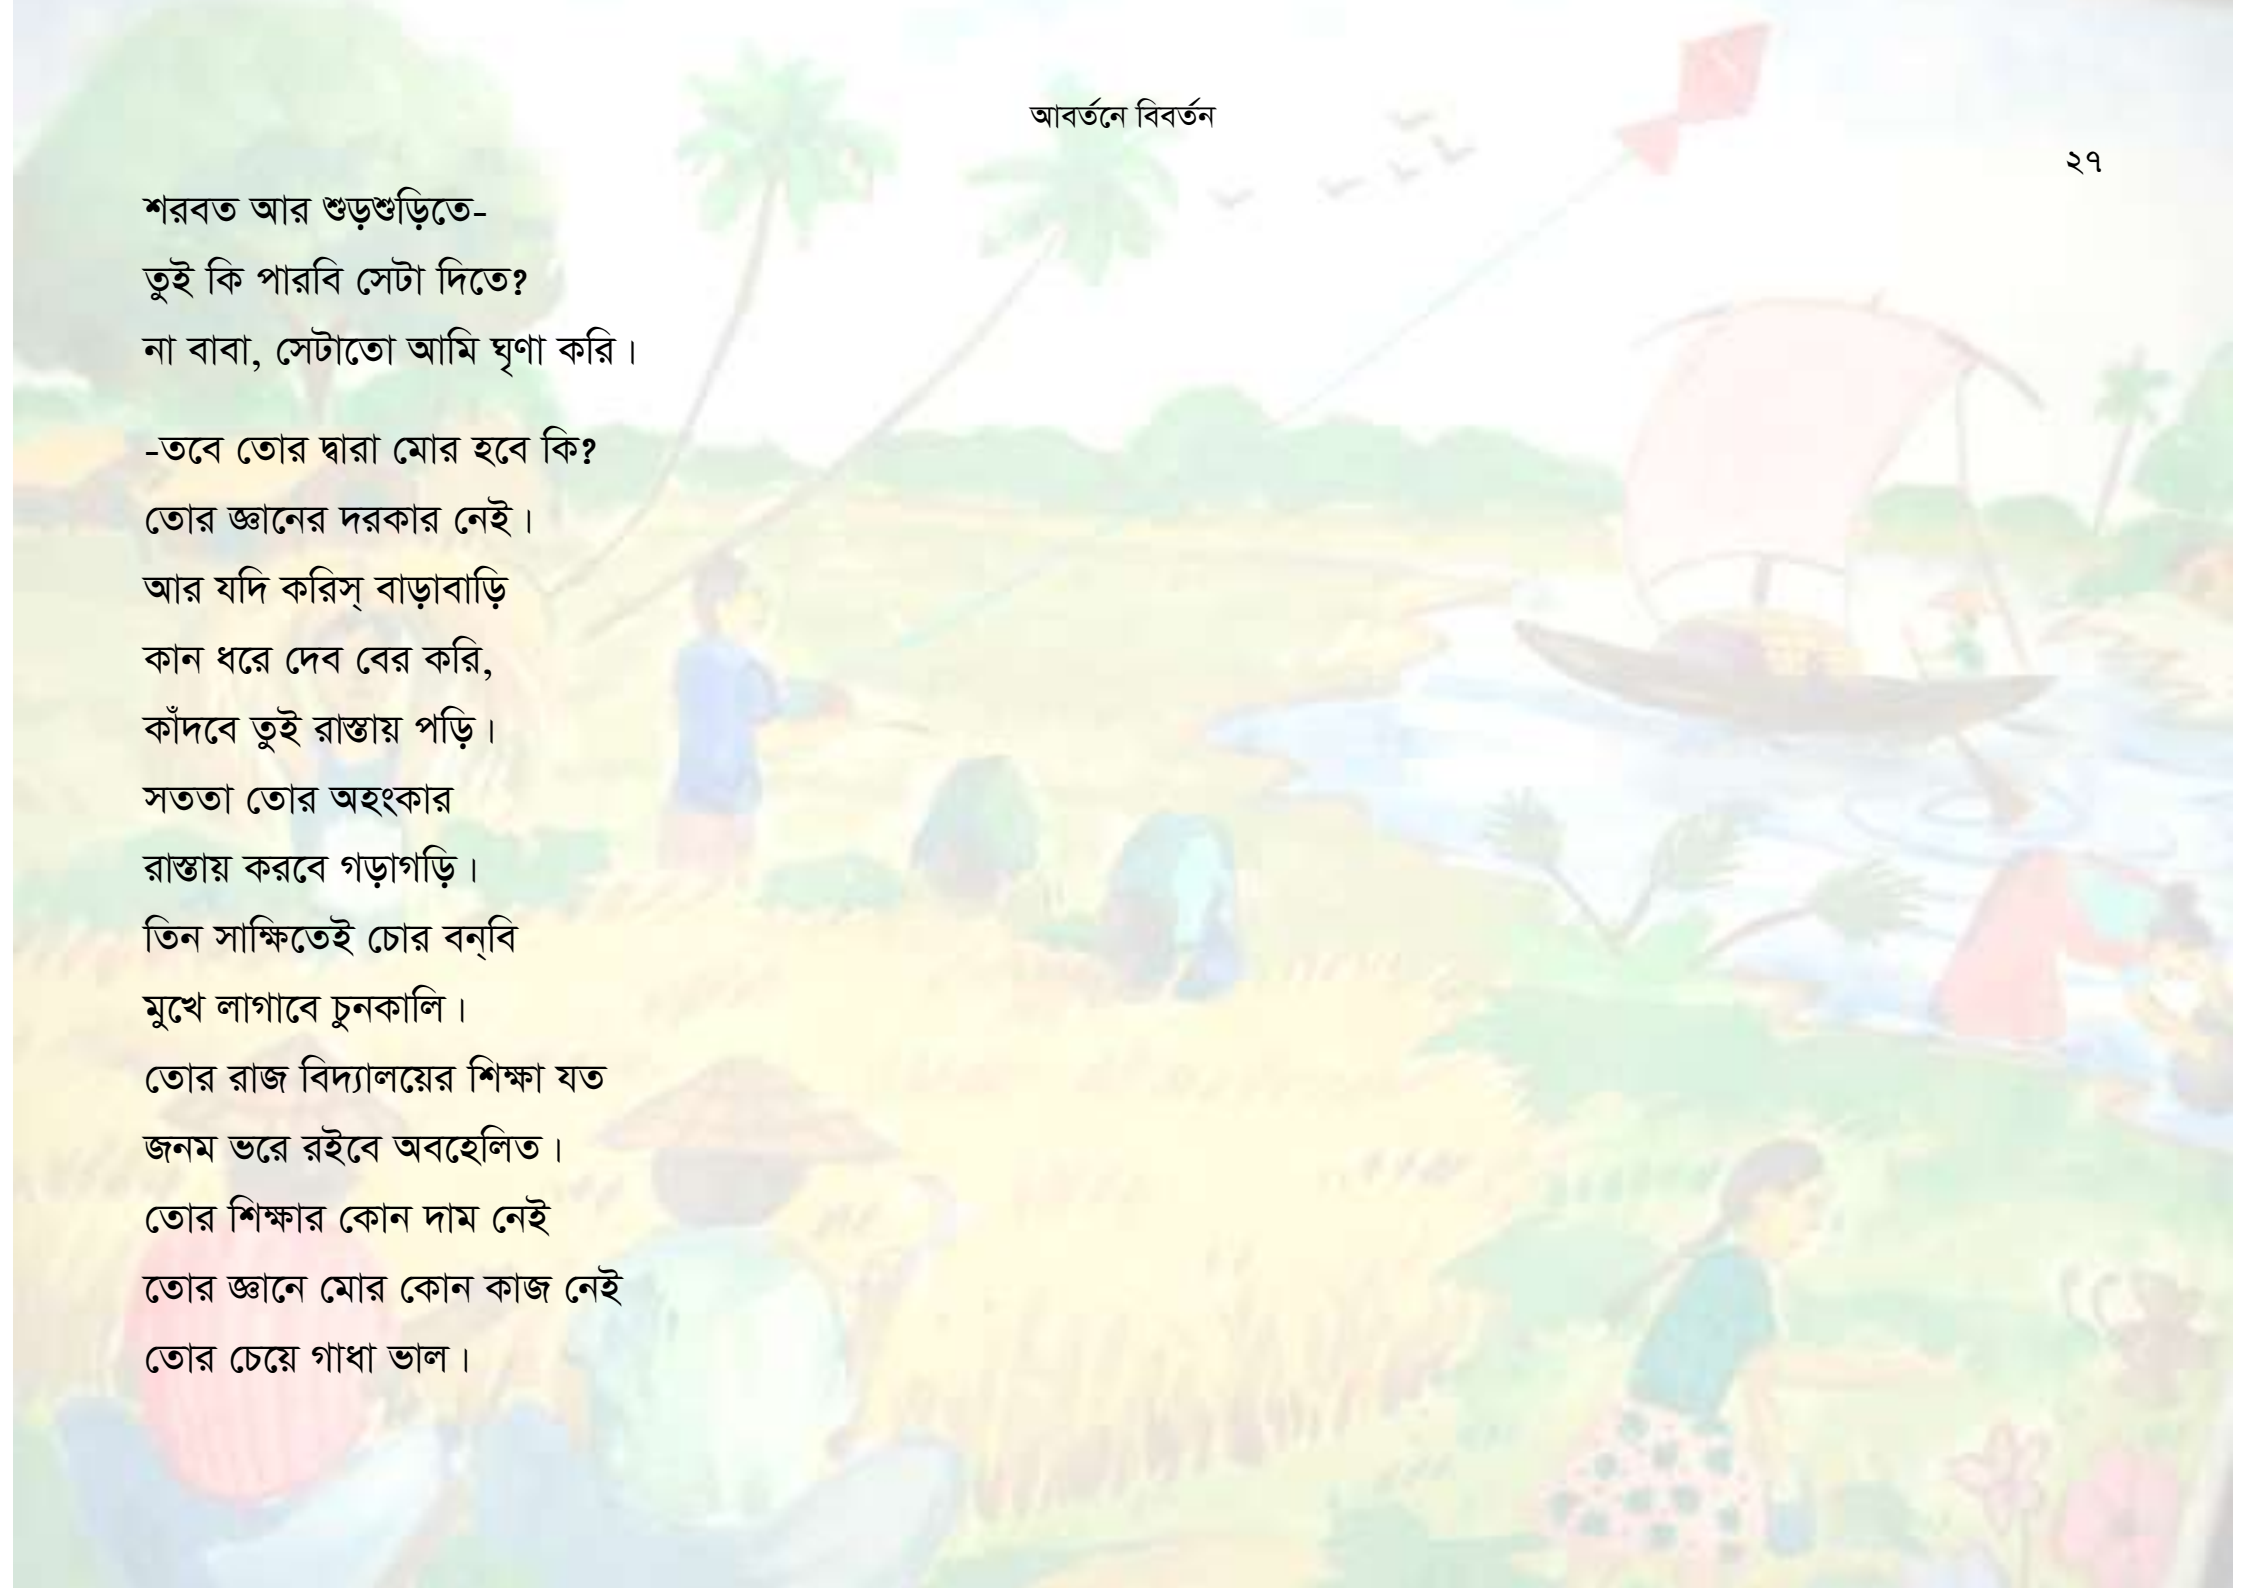 আবর্তনে বিবর্তন
২৭
শরবত আর শুড়শুড়িতে-
তুই কি পারবি সেটা দিতে?
না বাবা, সেটাতো আমি ঘৃণা করি।
-তবে তোর দ্বারা মোর হবে কি?
তোর জ্ঞানের দরকার নেই।
আর যদি করিস্ বাড়াবাড়ি
কান ধরে দেব বের করি,
কাঁদবে তুই রাস্তায় পড়ি।
সততা তোর অহংকার
রাস্তায় করবে গড়াগড়ি।
তিন সাক্ষিতেই চোর বন্‌বি
মুখে লাগাবে চুনকালি।
তোর রাজ বিদ্যালয়ের শিক্ষা যত
জনম ভরে রইবে অবহেলিত।
তোর শিক্ষার কোন দাম নেই
তোর জ্ঞানে মোর কোন কাজ নেই
তোর চেয়ে গাধা ভাল।